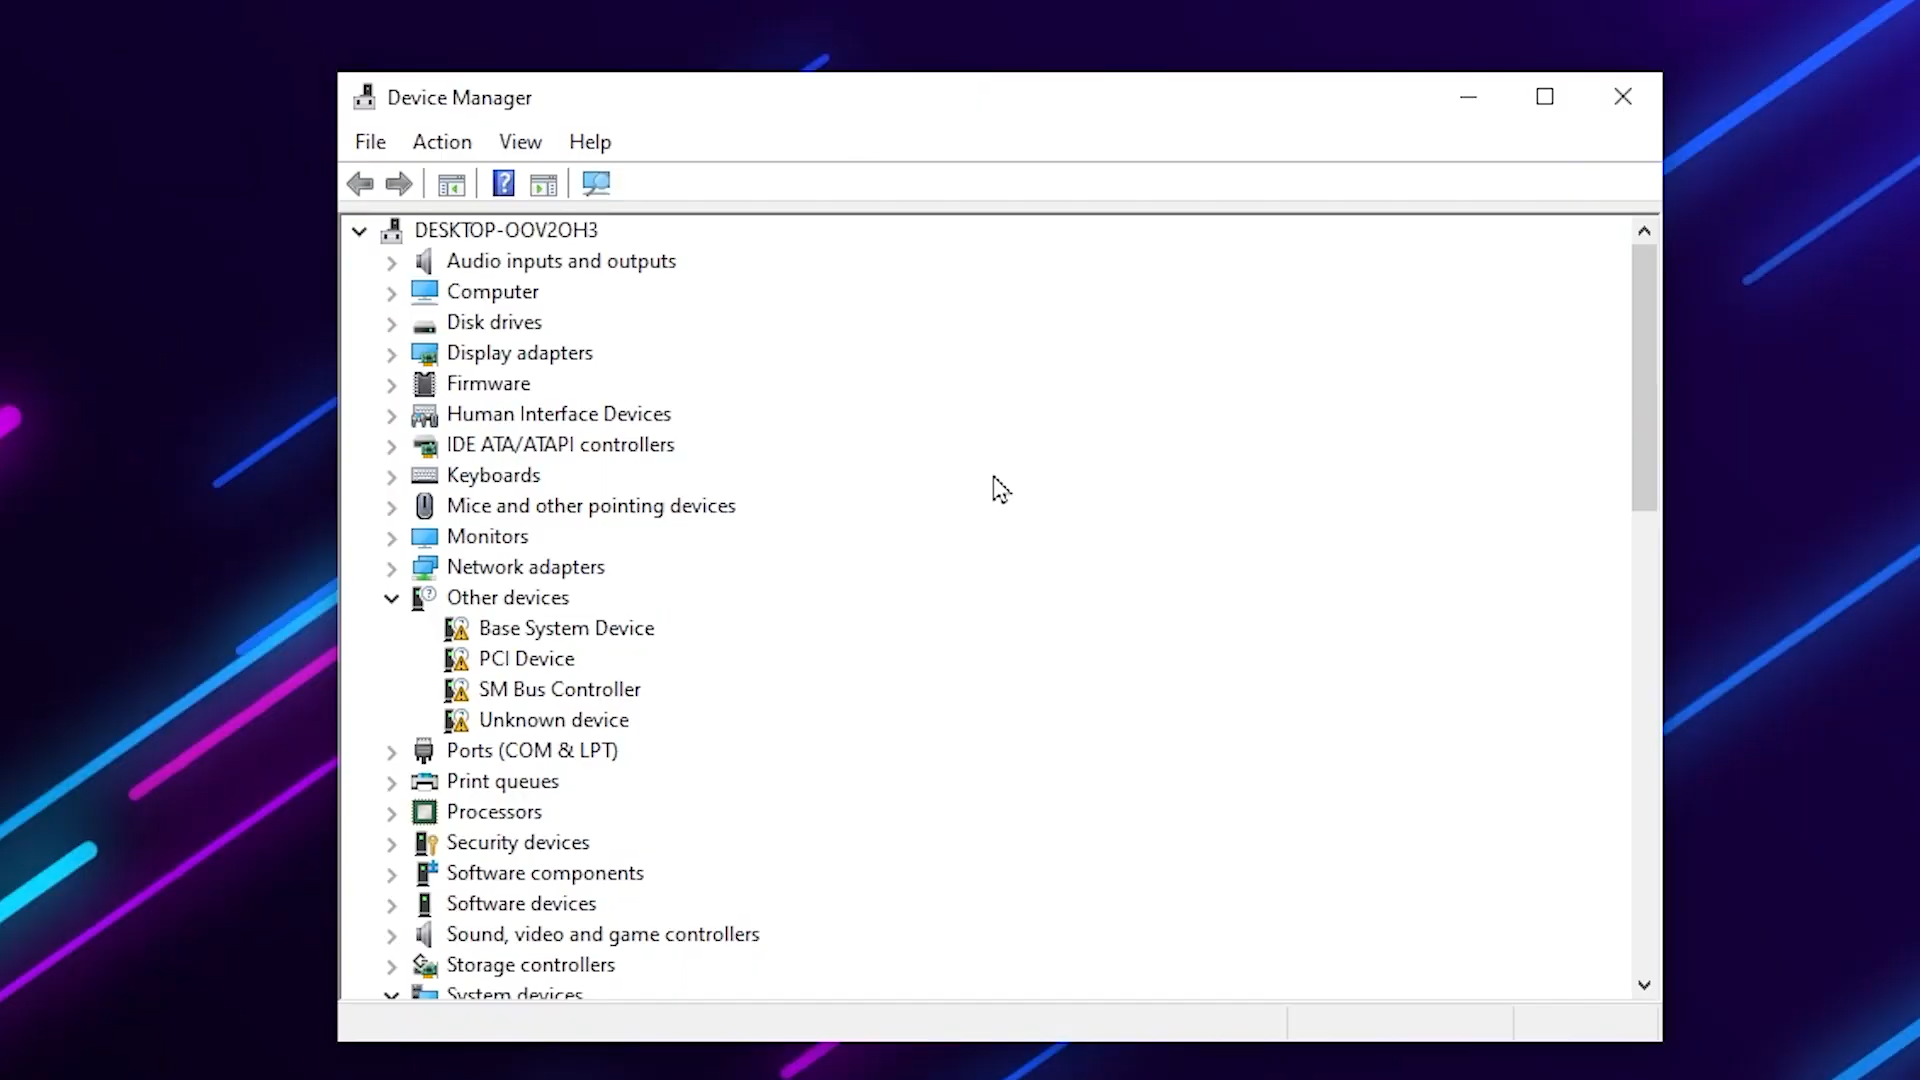 Device Manager
File Action View Help
DESKTOP-OOV2OH3
Audio inputs and outputs
Computer
Disk drives
Display adapters
Firmware
Human Interface Devices
IDE ATA/ATAPI controllers
Keyboards
Mice and other pointing devices
Monitors
Network adapters
Other devices
Base System Device
PCI Device
SM Bus Controller
Unknown device
Ports (COM & LPT)
Print queues
Processors
Security devices
Software components
Software devices
Sound, video and game controllers
Storage controllers
System devices